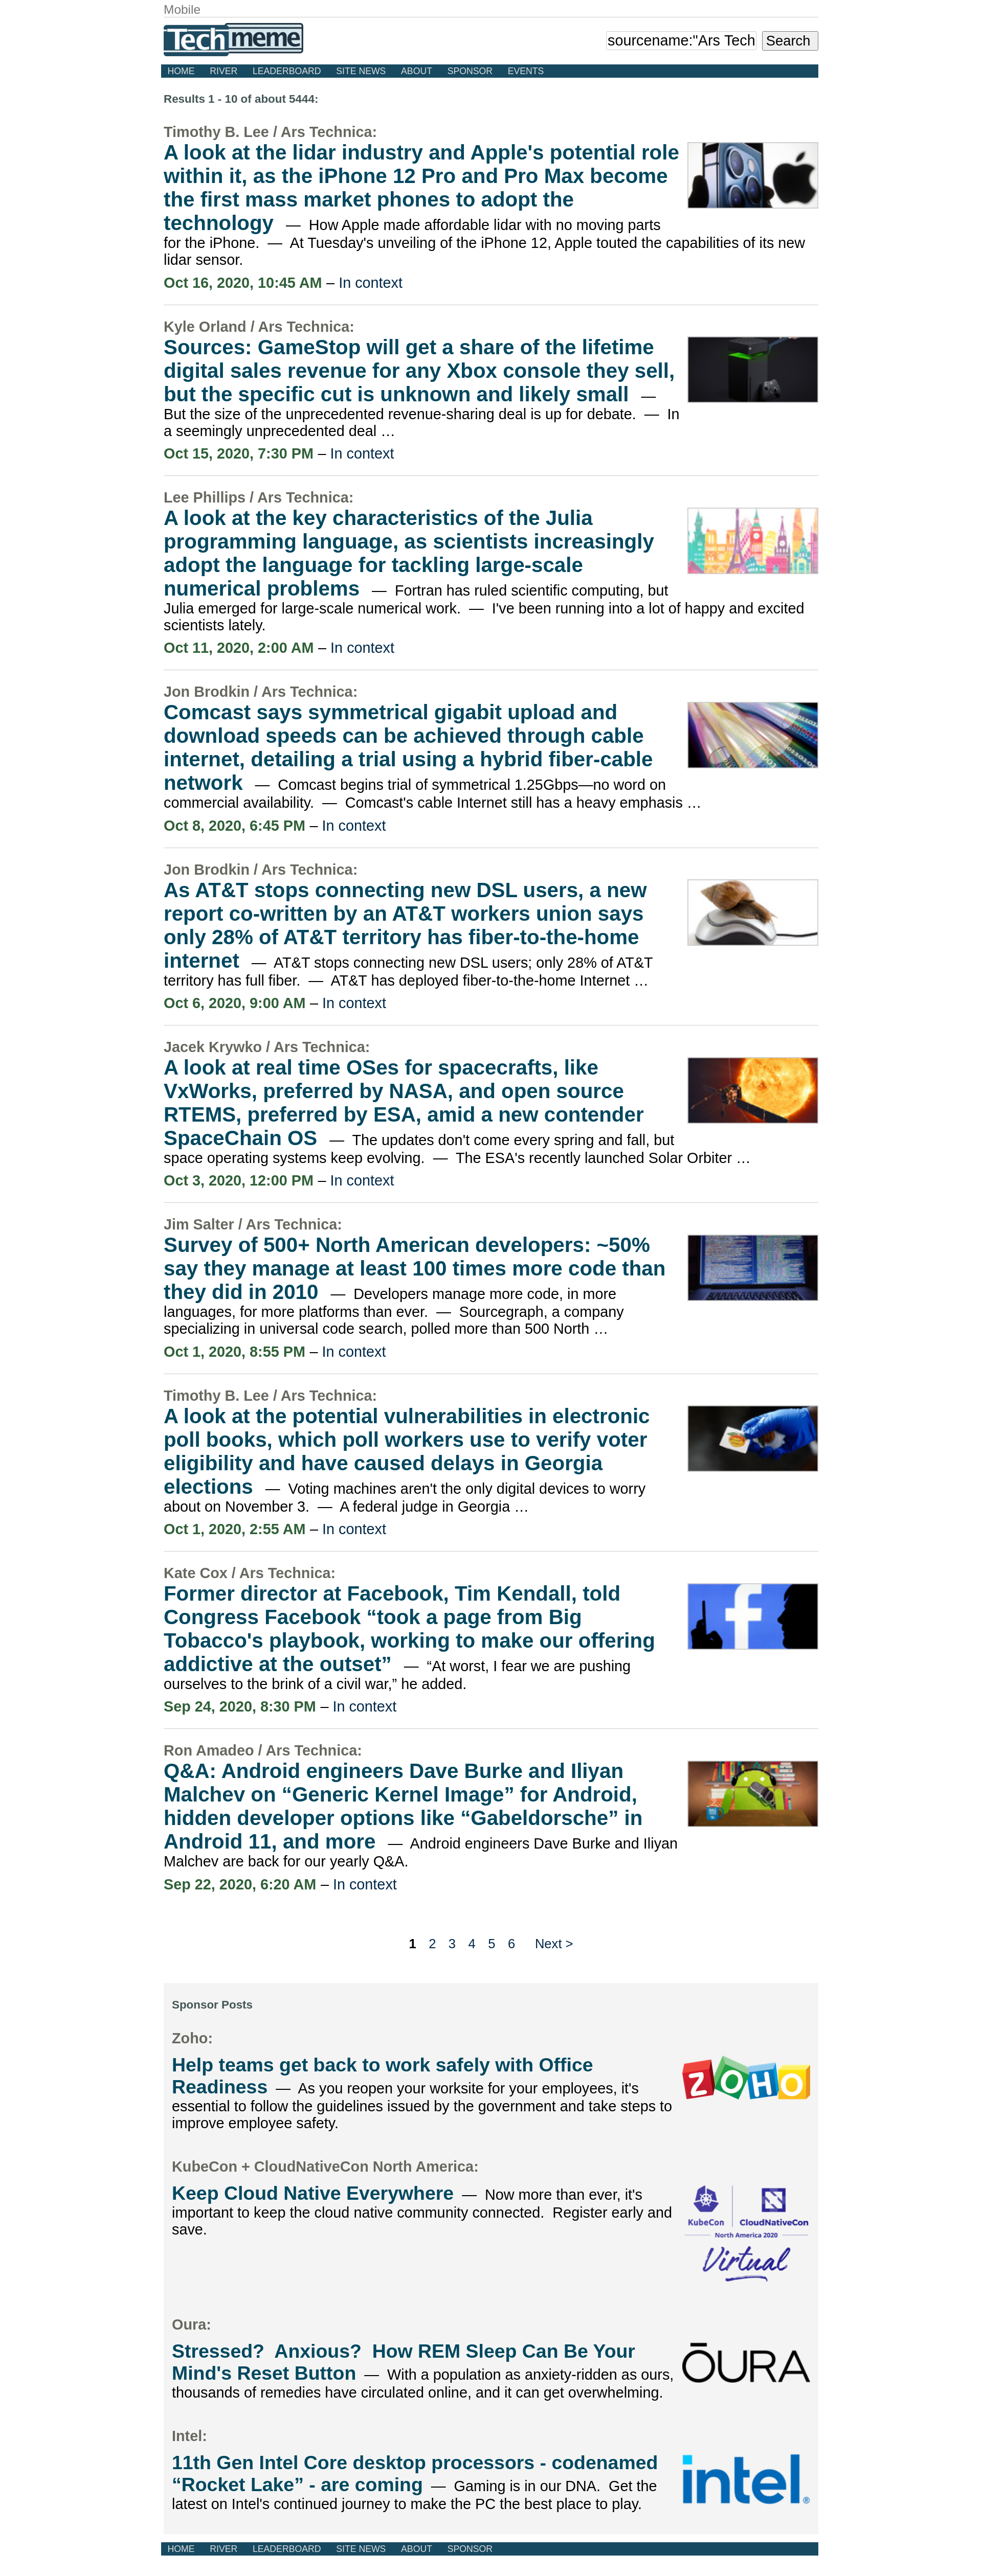 Mobile
Techmeme
sourcename:"Ars Tech
Search
HOME RIVER LEADERBOARD SITE NEWS ABOUT SPONSOR EVENTS
Results 1 - 10 of about 5444:
Timothy B. Lee / Ars Technica:
A look at the lidar industry and Apple's potential role
within it, as the iPhone 12 Pro and Pro Max become
the first mass market phones to adopt the
technology — How Apple made affordable lidar with no moving parts
for the iPhone. — At Tuesday's unveiling of the iPhone 12, Apple touted the capabilities of its new
lidar sensor.
Oct 16, 2020, 10:45 AM – In context
Kyle Orland / Ars Technica:
Sources: GameStop will get a share of the lifetime
digital sales revenue for any Xbox console they sell,
but the specific cut is unknown and likely small —
But the size of the unprecedented revenue-sharing deal is up for debate. — In
a seemingly unprecedented deal …
Oct 15, 2020, 7:30 PM – In context
Lee Phillips / Ars Technica:
A look at the key characteristics of the Julia
programming language, as scientists increasingly
adopt the language for tackling large-scale
numerical problems — Fortran has ruled scientific computing, but
Julia emerged for large-scale numerical work. — I've been running into a lot of happy and excited
scientists lately.
Oct 11, 2020, 2:00 AM – In context
Jon Brodkin / Ars Technica:
Comcast says symmetrical gigabit upload and
download speeds can be achieved through cable
internet, detailing a trial using a hybrid fiber-cable
network — Comcast begins trial of symmetrical 1.25Gbps—no word on
commercial availability. — Comcast's cable Internet still has a heavy emphasis …
Oct 8, 2020, 6:45 PM – In context
Jon Brodkin / Ars Technica:
As AT&T stops connecting new DSL users, a new
report co-written by an AT&T workers union says
only 28% of AT&T territory has fiber-to-the-home
internet — AT&T stops connecting new DSL users; only 28% of AT&T
territory has full fiber. — AT&T has deployed fiber-to-the-home Internet …
Oct 6, 2020, 9:00 AM – In context
Jacek Krywko / Ars Technica:
A look at real time OSes for spacecrafts, like
VxWorks, preferred by NASA, and open source
RTEMS, preferred by ESA, amid a new contender
SpaceChain OS — The updates don't come every spring and fall, but
space operating systems keep evolving. — The ESA's recently launched Solar Orbiter …
Oct 3, 2020, 12:00 PM – In context
Jim Salter / Ars Technica:
Survey of 500+ North American developers: ~50%
say they manage at least 100 times more code than
they did in 2010 — Developers manage more code, in more
languages, for more platforms than ever. — Sourcegraph, a company
specializing in universal code search, polled more than 500 North …
Oct 1, 2020, 8:55 PM – In context
Timothy B. Lee / Ars Technica:
A look at the potential vulnerabilities in electronic
poll books, which poll workers use to verify voter
eligibility and have caused delays in Georgia
elections — Voting machines aren't the only digital devices to worry
about on November 3. — A federal judge in Georgia …
Oct 1, 2020, 2:55 AM – In context
Kate Cox / Ars Technica:
Former director at Facebook, Tim Kendall, told
Congress Facebook “took a page from Big
Tobacco's playbook, working to make our offering
addictive at the outset” — “At worst, I fear we are pushing
ourselves to the brink of a civil war,” he added.
Sep 24, 2020, 8:30 PM – In context
Ron Amadeo / Ars Technica:
Q&A: Android engineers Dave Burke and Iliyan
Malchev on “Generic Kernel Image” for Android,
hidden developer options like “Gabeldorsche” in
Android 11, and more — Android engineers Dave Burke and Iliyan
Malchev are back for our yearly Q&A.
Sep 22, 2020, 6:20 AM – In context
1 2 3 4 5 6 Next >
Sponsor Posts
Zoho:
Help teams get back to work safely with Office
Readiness — As you reopen your worksite for your employees, it's
essential to follow the guidelines issued by the government and take steps to
improve employee safety.
ZOHO
KubeCon + CloudNativeCon North America:
Keep Cloud Native Everywhere — Now more than ever, it's
important to keep the cloud native community connected. Register early and
save.
KubeCon CloudNativeCon
North America 2020
Virtual
Oura:
Stressed? Anxious? How REM Sleep Can Be Your
Mind's Reset Button — With a population as anxiety-ridden as ours,
thousands of remedies have circulated online, and it can get overwhelming.
ŌURA
Intel:
11th Gen Intel Core desktop processors - codenamed
“Rocket Lake” - are coming — Gaming is in our DNA. Get the
latest on Intel's continued journey to make the PC the best place to play.
intel®
HOME RIVER LEADERBOARD SITE NEWS ABOUT SPONSOR